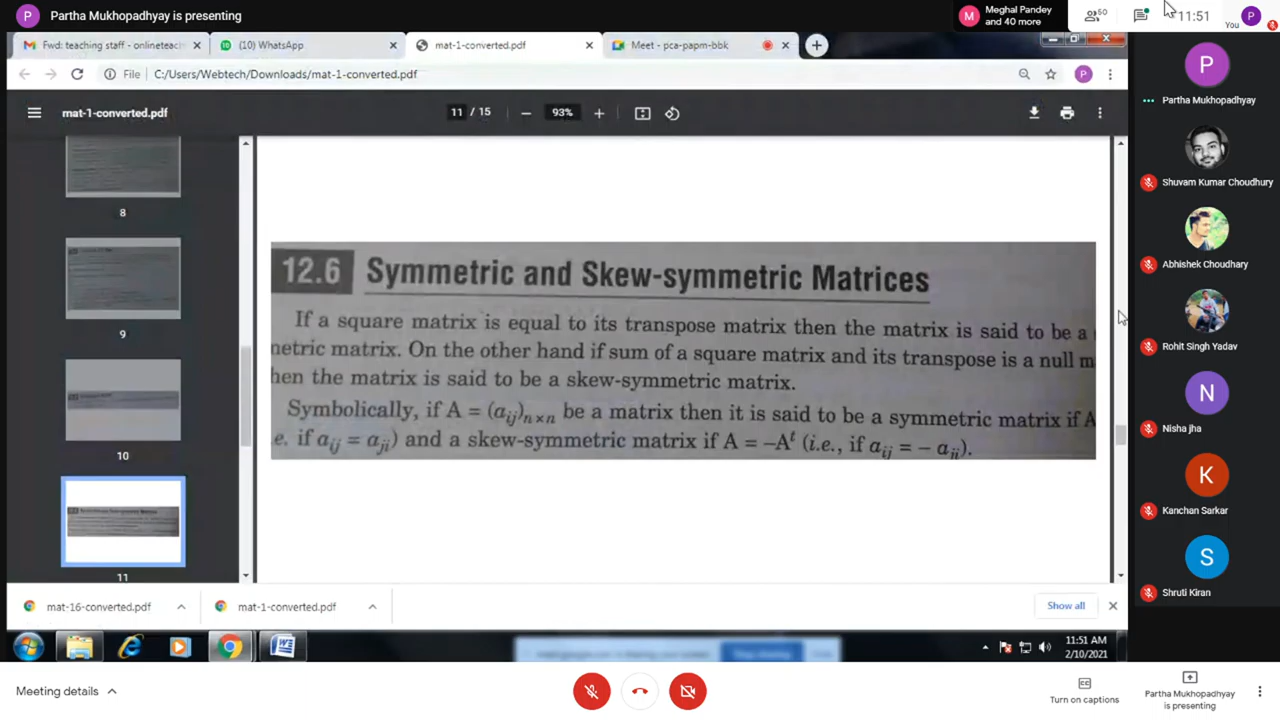 Partha Mukhopadhyay is presenting
Meghal Pandey
and 40 more
50
11:51
You
Fwd: teaching staff - onlineteac
(10) WhatsApp
mat-1-converted.pdf
Meet - pca-papm-bbk
File C:/Users/Webtech/Downloads/mat-1-converted.pdf
mat-1-converted.pdf
11 / 15
93%
8
9
10
11
12.6 Symmetric and Skew-symmetric Matrices
If a square matrix is equal to its transpose matrix then the matrix is said to be a
netric matrix. On the other hand if sum of a square matrix and its transpose is a null m
hen the matrix is said to be a skew-symmetric matrix.
Symbolically, if A = (aᵢⱼ)ₙ×ₙ be a matrix then it is said to be a symmetric matrix if A
.e. if aᵢⱼ = aⱼᵢ) and a skew-symmetric matrix if A = –Aᵗ (i.e., if aᵢⱼ = – aⱼᵢ).
mat-16-converted.pdf
mat-1-converted.pdf
Show all
11:51 AM
2/10/2021
P
Partha Mukhopadhyay
Shuvam Kumar Choudhury
Abhishek Choudhary
Rohit Singh Yadav
N
Nisha jha
K
Kanchan Sarkar
S
Shruti Kiran
Meeting details
Turn on captions
Partha Mukhopadhyay
is presenting